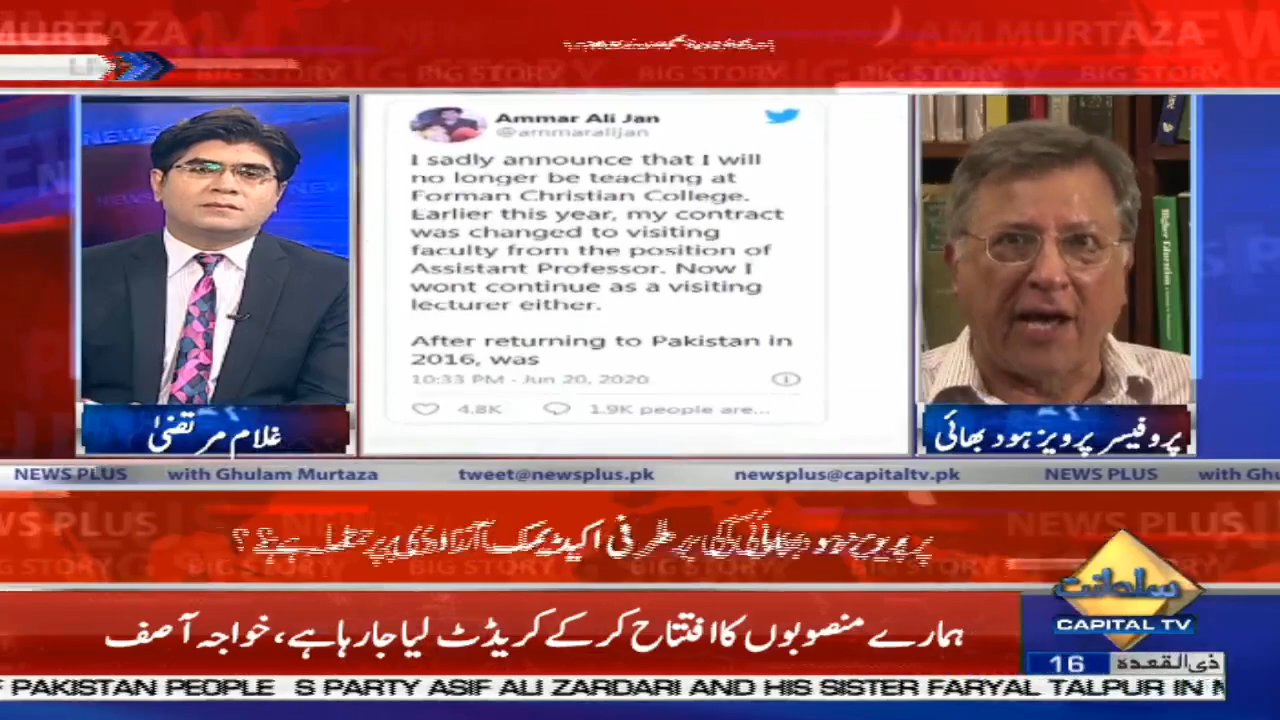 AM MURTAZA
BIG STORY
Ammar Ali Jan
@ammaralijan
I sadly announce that I will
no longer be teaching at
Forman Christian College.
Earlier this year, my contract
was changed to visiting
faculty from the position of
Assistant Professor. Now I
wont continue as a visiting
lecturer either.
After returning to Pakistan in
2016, was
10:33 PM - Jun 20, 2020
4.8K 1.9K people are...
Higher Education
غلام مرتضیٰ
پروفیسر پرویز ہود بھائی
NEWS PLUS with Ghulam Murtaza tweet@newsplus.pk newsplus@capitaltv.pk NEWS PLUS with Ghu
NEWS PLUS
BIG STORY
ہمارے منصوبوں کا افتتاح کر کے کریڈٹ لیا جارہا ہے، خواجہ آصف
CAPITAL TV
16 ذی القعدہ
PAKISTAN PEOPLE S PARTY ASIF ALI ZARDARI AND HIS SISTER FARYAL TALPUR IN